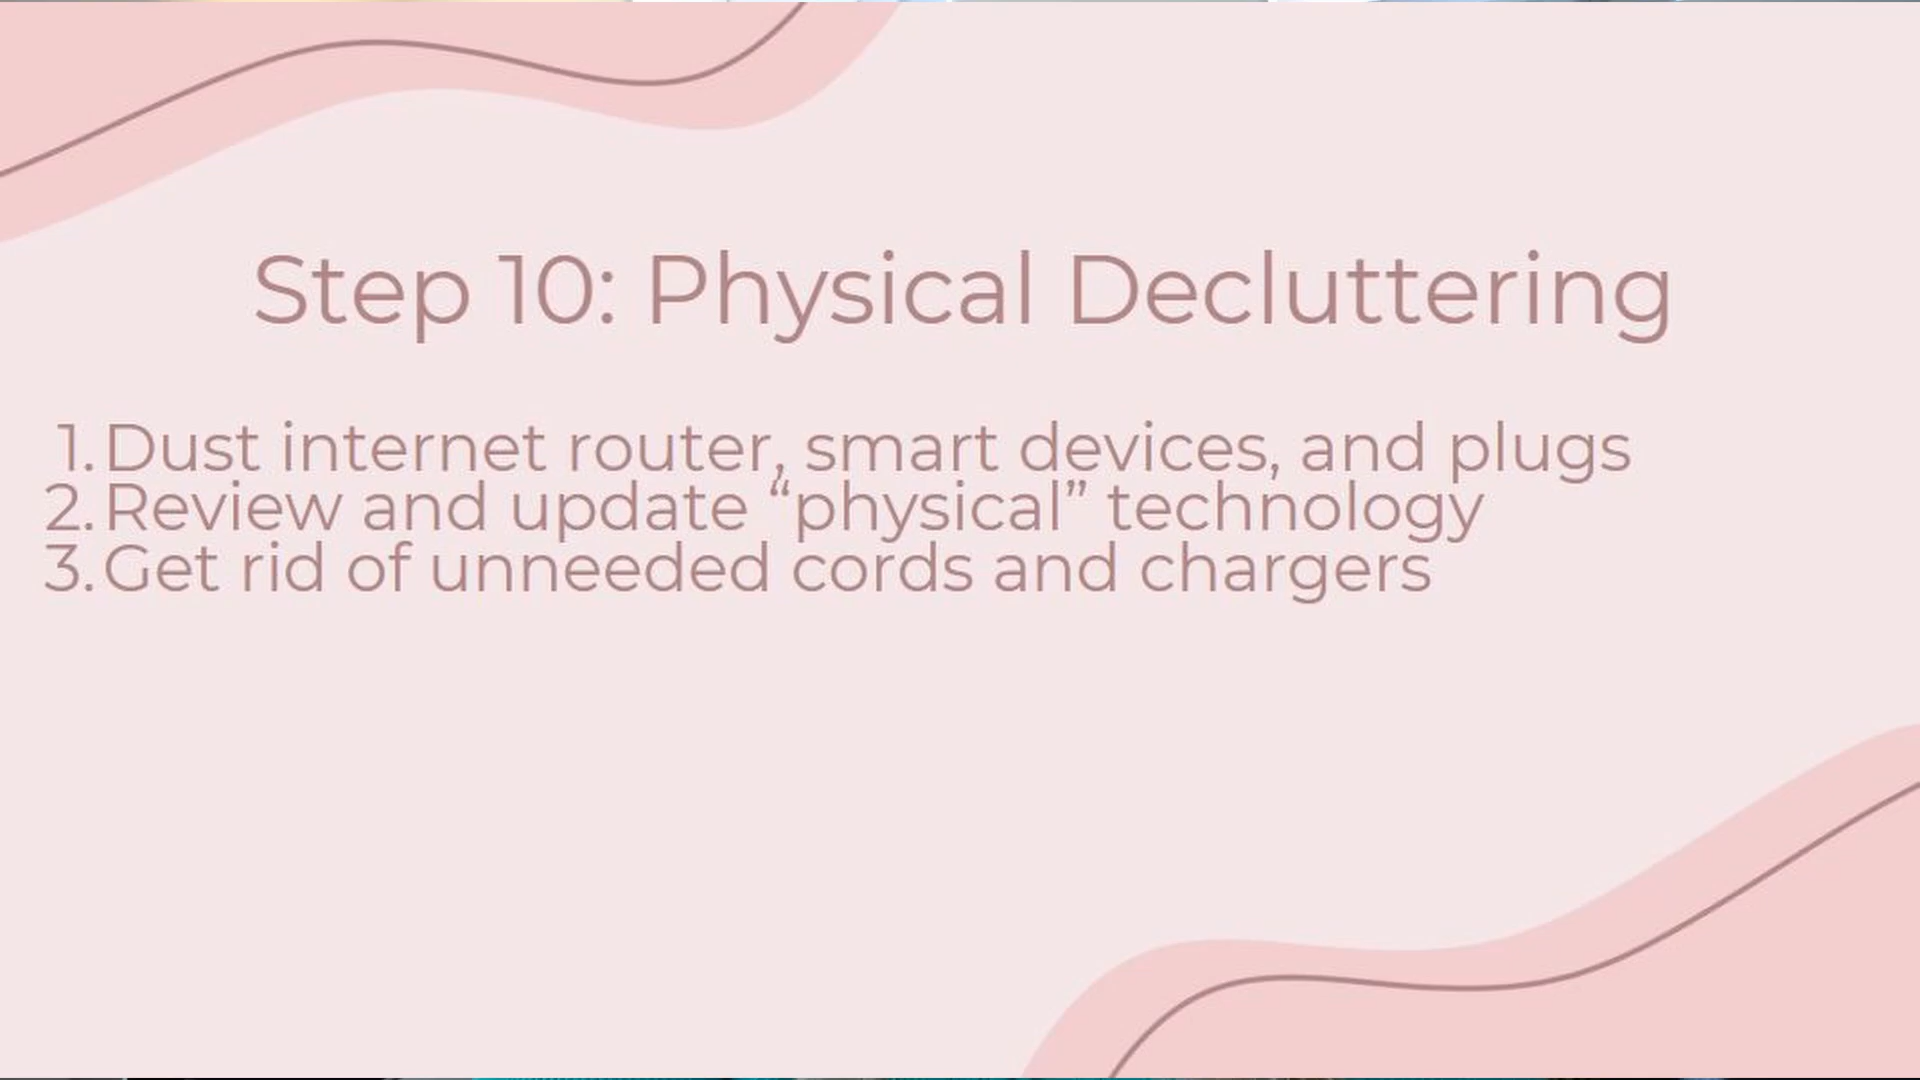 Step 10: Physical Decluttering
1. Dust internet router, smart devices, and plugs
2. Review and update “physical” technology
3. Get rid of unneeded cords and chargers